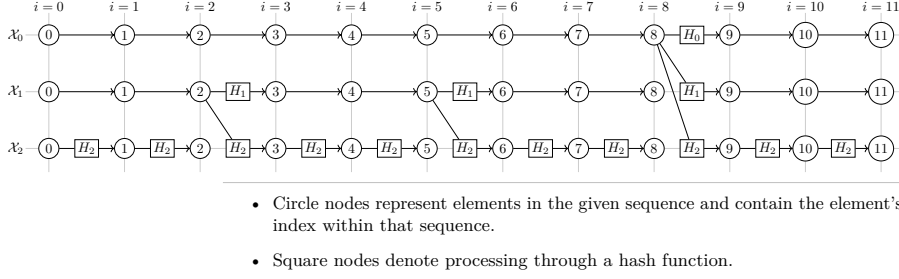 i = 0 i = 1 i = 2 i = 3 i = 4 i = 5 i = 6 i = 7 i = 8 i = 9 i = 10 i = 11
𝒳₀ 0 1 2 3 4 5 6 7 8 H₀ 9 10 11
𝒳₁ 0 1 2 H₁ 3 4 5 H₁ 6 7 8 H₁ 9 10 11
𝒳₂ 0 H₂ 1 H₂ 2 H₂ 3 H₂ 4 H₂ 5 H₂ 6 H₂ 7 H₂ 8 H₂ 9 H₂ 10 H₂ 11
• Circle nodes represent elements in the given sequence and contain the element's
index within that sequence.
• Square nodes denote processing through a hash function.